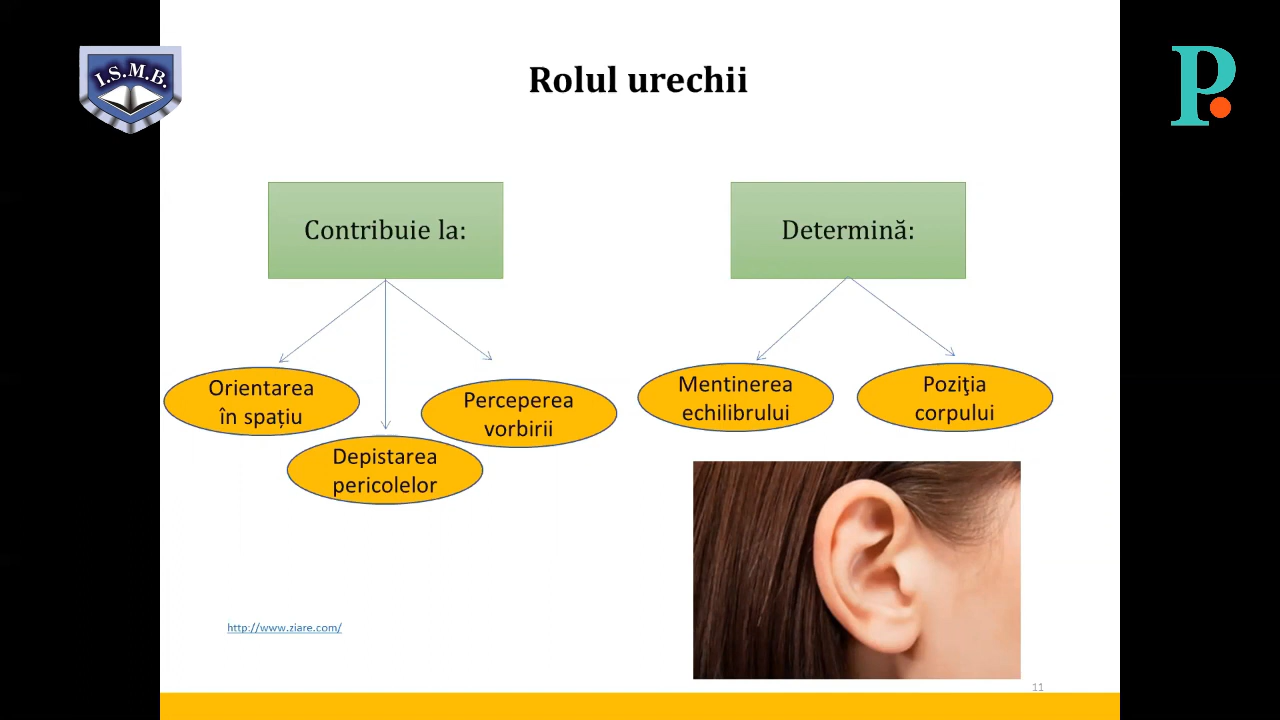 I.S.M.B.
P.
Rolul urechii
Contribuie la:
Determină:
Orientarea
în spațiu
Depistarea
pericolelor
Perceperea
vorbirii
Mentinerea
echilibrului
Poziţia
corpului
http://www.ziare.com/
11